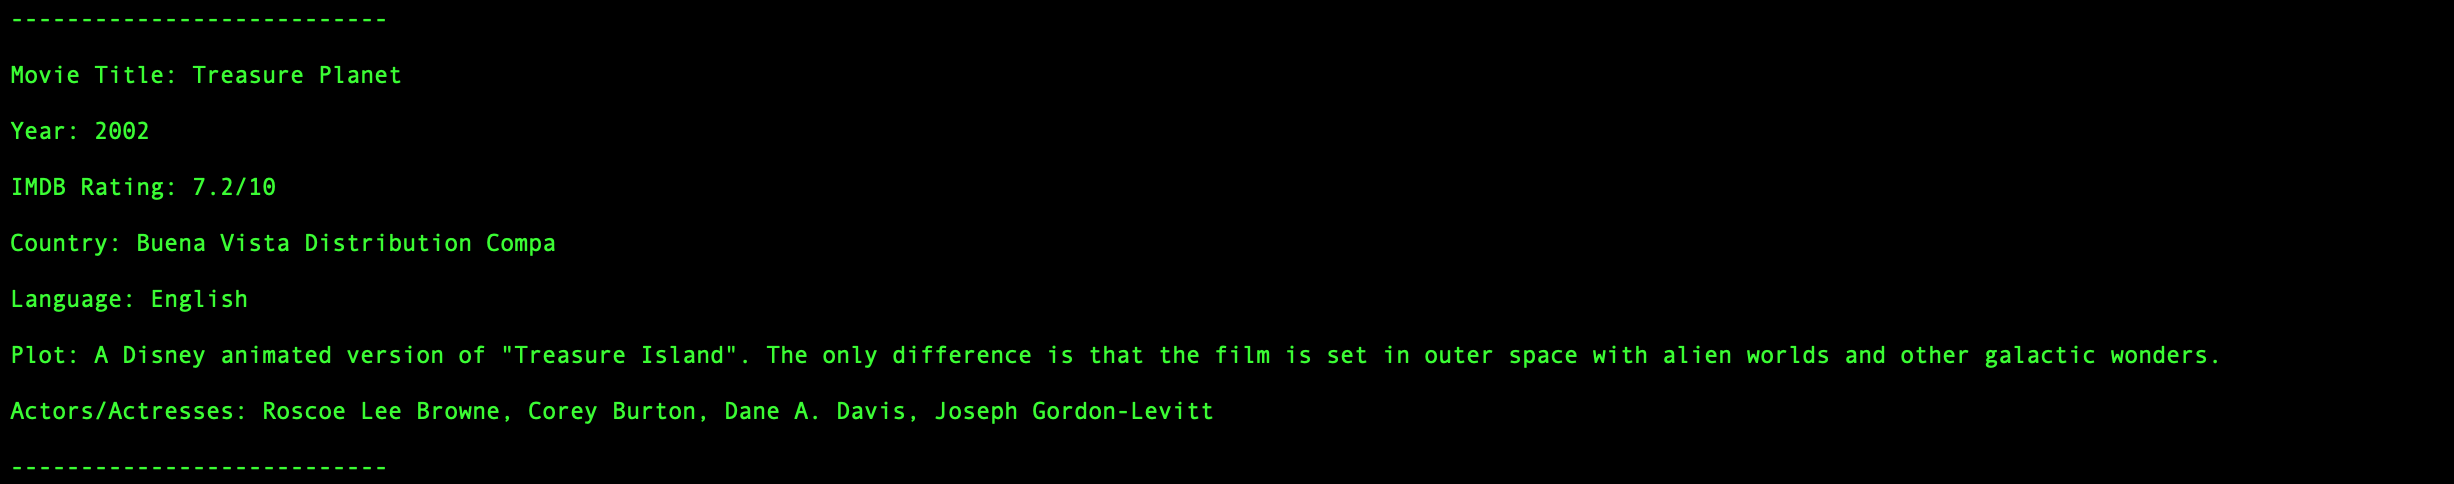 ---------------------------
Movie Title: Treasure Planet
Year: 2002
IMDB Rating: 7.2/10
Country: Buena Vista Distribution Compa
Language: English
Plot: A Disney animated version of "Treasure Island". The only difference is that the film is set in outer space with alien worlds and other galactic wonders.
Actors/Actresses: Roscoe Lee Browne, Corey Burton, Dane A. Davis, Joseph Gordon-Levitt
---------------------------